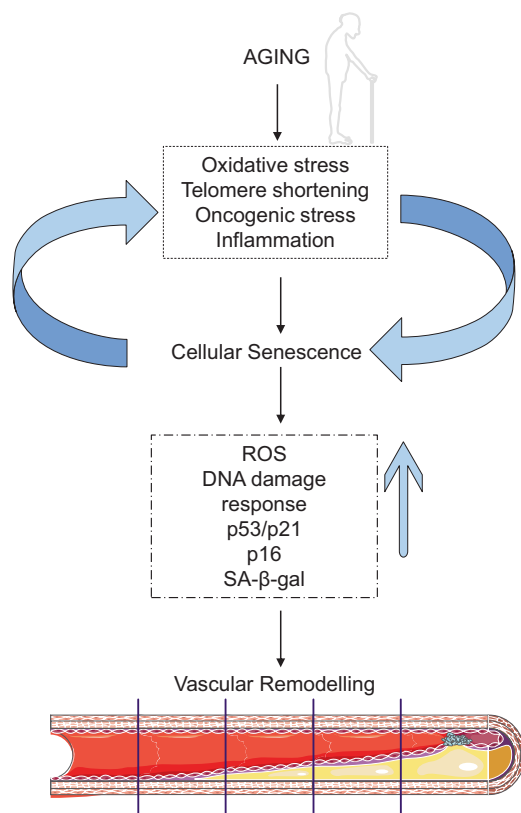 AGING
Oxidative stress
Telomere shortening
Oncogenic stress
Inflammation
Cellular Senescence
ROS
DNA damage
response
p53/p21
p16
SA-β-gal
Vascular Remodelling